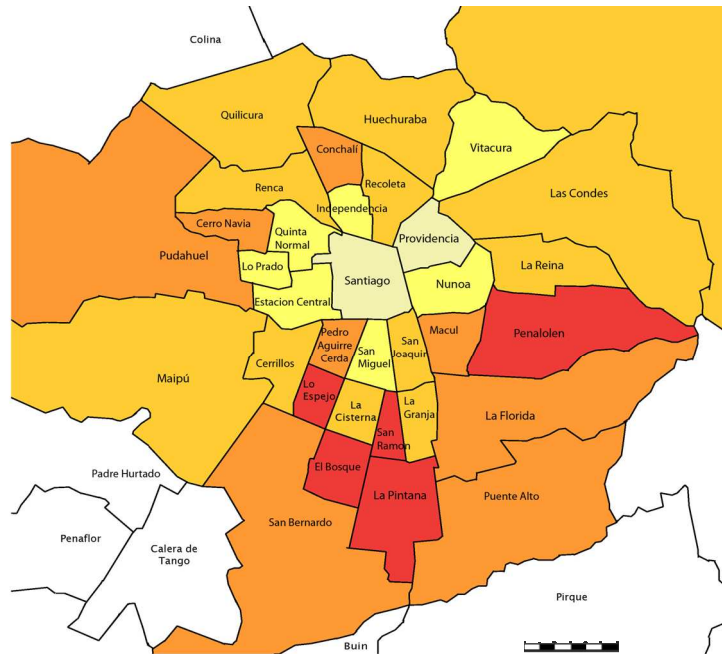 Colina
Quilicura
Huechuraba
Conchalí
Vitacura
Recoleta
Renca
Las Condes
Independencia
Cerro Navia
Quinta
Normal
Providencia
Pudahuel
Lo Prado
La Reina
Santiago
Nunoa
Estacion Central
Pedro
Aguirre
Cerda
San
Miguel
San
Joaquin
Macul
Penalolen
Cerrillos
Maipú
Lo
Espejo
La
Cisterna
La
Granja
La Florida
San
Ramon
Padre Hurtado
El Bosque
La Pintana
Puente Alto
San Bernardo
Penaflor
Calera de
Tango
Pirque
Buin